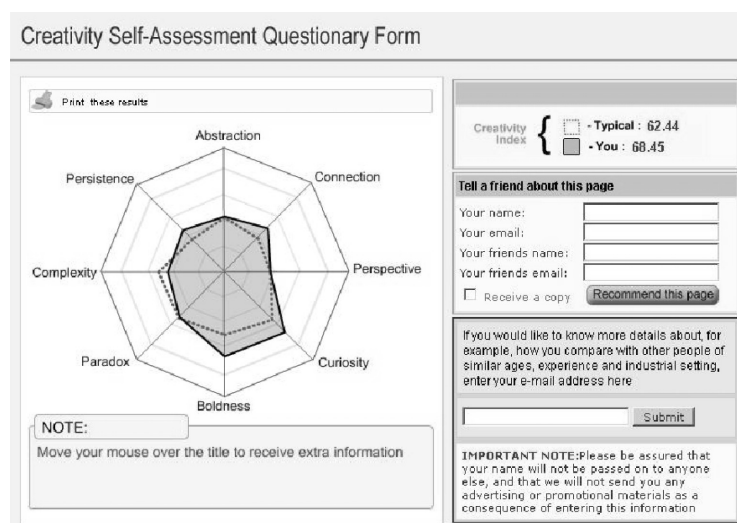 Creativity Self-Assessment Questionary Form
Print these results
Abstraction
Connection
Perspective
Curiosity
Boldness
Paradox
Complexity
Persistence
NOTE:
Move your mouse over the title to receive extra information
Creativity
Index
{
- Typical : 62.44
- You : 68.45
Tell a friend about this page
Your name:
Your email:
Your friends name:
Your friends email:
Receive a copy
Recommend this page
If you would like to know more details about, for
example, how you compare with other people of
similar ages, experience and industrial setting,
enter your e-mail address here
Submit
IMPORTANT NOTE:Please be assured that
your name will not be passed on to anyone
else, and that we will not send you any
advertising or promotional materials as a
consequence of entering this information